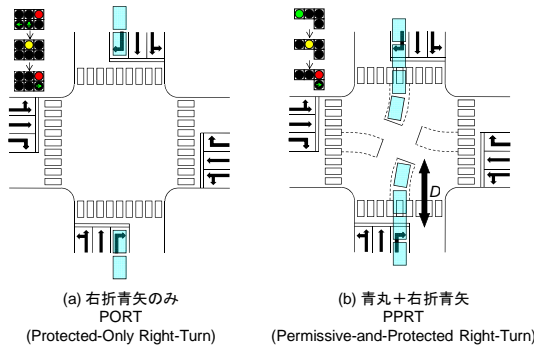 D
(a) 右折青矢のみ
PORT
(Protected-Only Right-Turn)
(b) 青丸＋右折青矢
PPRT
(Permissive-and-Protected Right-Turn)